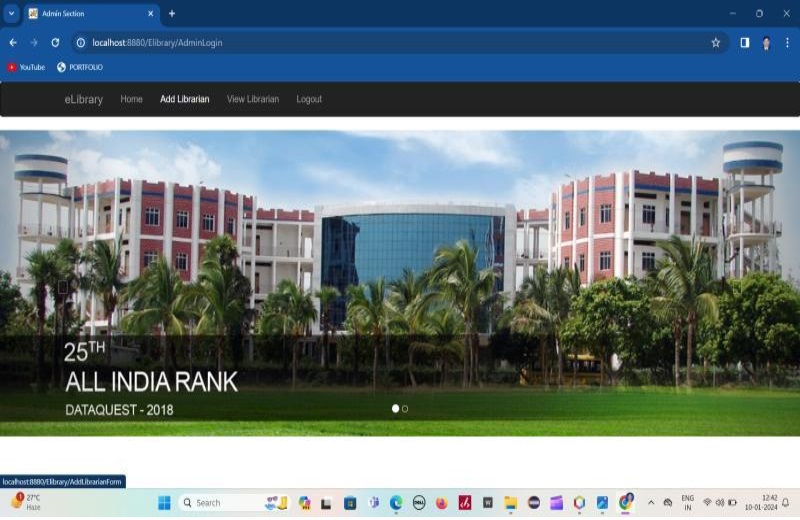 Admin Section
localhost:8880/Elibrary/AdminLogin
YouTube PORTFOLIO
eLibrary Home Add Librarian View Librarian Logout
25TH
ALL INDIA RANK
DATAQUEST - 2018
localhost:8880/Elibrary/AddLibrarianForm
27°C
Haze
Search
DELL
W
ENG
IN
12:42
10-01-2024